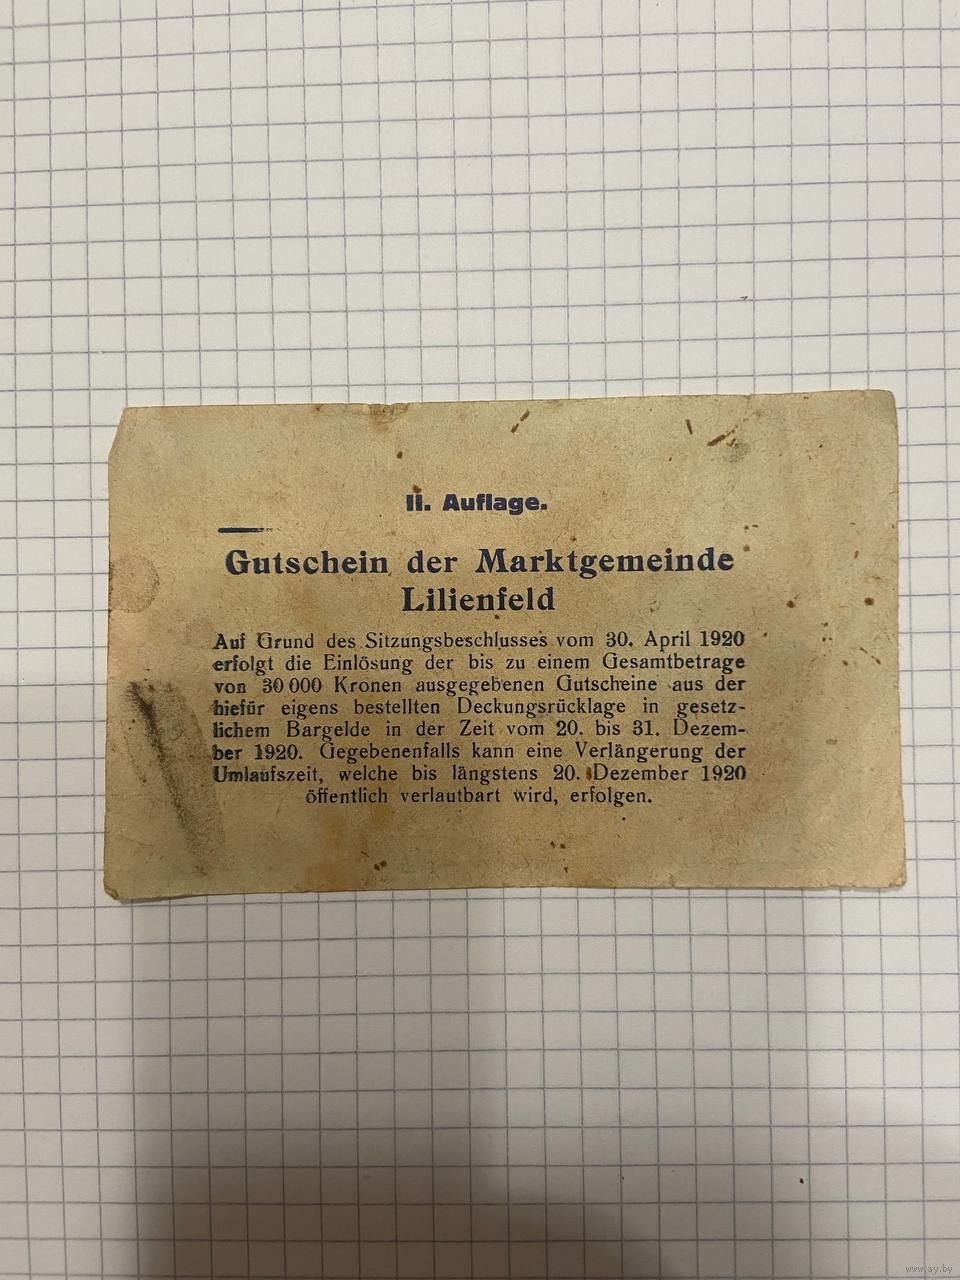 II. Auflage.
Gutschein der Marktgemeinde
Lilienfeld
Auf Grund des Sitzungsbeschlusses vom 30. April 1920
erfolgt die Einlösung der bis zu einem Gesamtbetrage
von 30 000 Kronen ausgegebenen Gutscheine aus der
hiefür eigens bestellten Deckungsrücklage in gesetz-
lichem Bargelde in der Zeit vom 20. bis 31. Dezem-
ber 1920. Gegebenenfalls kann eine Verlängerung der
Umlaufszeit, welche bis längstens 20. Dezember 1920
öffentlich verlautbart wird, erfolgen.
www.ay.by